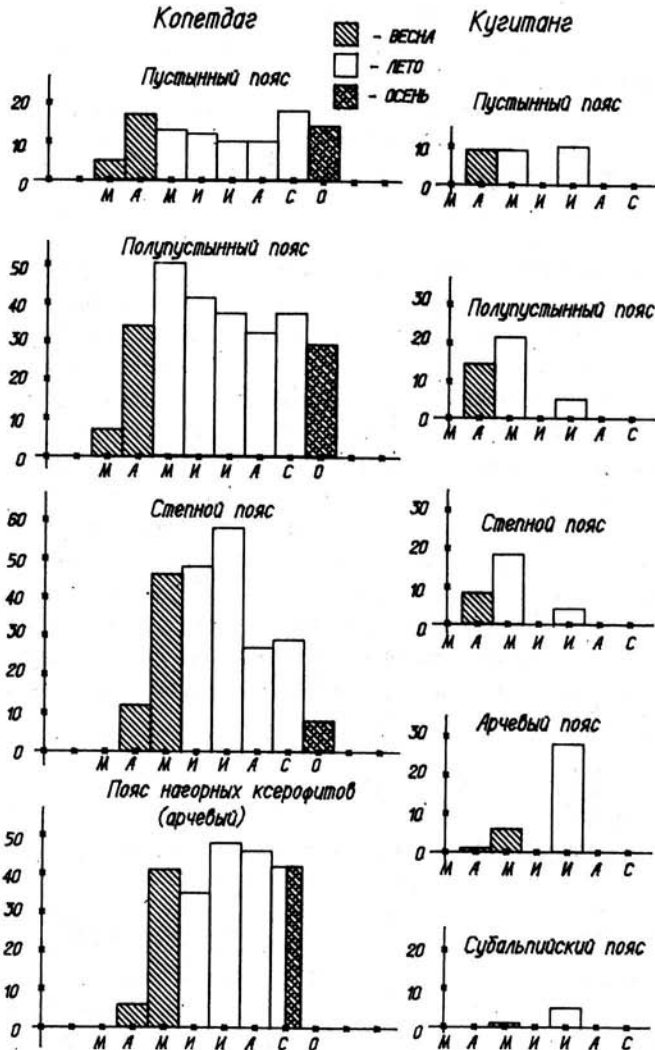 Копетдаг
Кугитанг
- ВЕСНА
- ЛЕТО
- ОСЕНЬ
Пустынный пояс
20
10
0
М А М И И А С О
Полупустынный пояс
50
40
30
20
10
0
М А М И И А С О
Степной пояс
60
50
40
30
20
10
0
М А М И И А С О
Пояс нагорных ксерофитов
(арчевый)
50
40
30
20
10
0
М А М И И А С О
Пустынный пояс
10
0
М А М И И А С
Полупустынный пояс
30
20
10
0
М А М И И А С
Степной пояс
30
20
10
0
М А М И И А С
Арчевый пояс
30
20
10
0
М А М И И А С
Субальпийский пояс
20
10
0
М А М И И А С